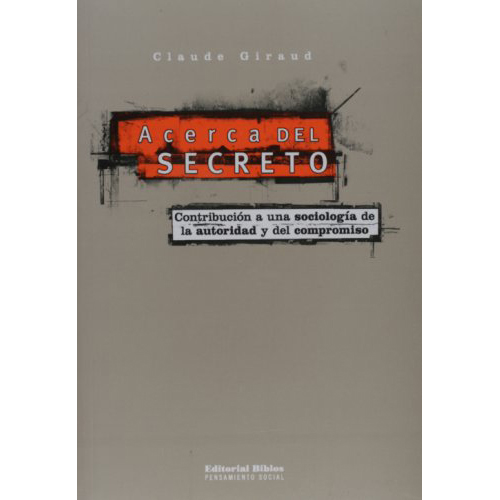 Claude Giraud
Acerca DEL
SECRETO
Contribución a una sociología de
la autoridad y del compromiso
Editorial Biblos
PENSAMIENTO SOCIAL